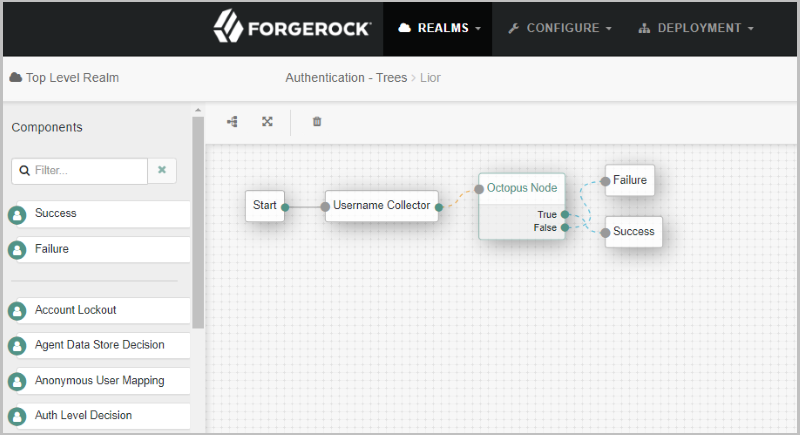 FORGEROCK
REALMS
CONFIGURE
DEPLOYMENT
Top Level Realm
Authentication - Trees > Lior
Components
Filter...
Success
Failure
Account Lockout
Agent Data Store Decision
Anonymous User Mapping
Auth Level Decision
Start
Username Collector
Octopus Node
True
False
Failure
Success